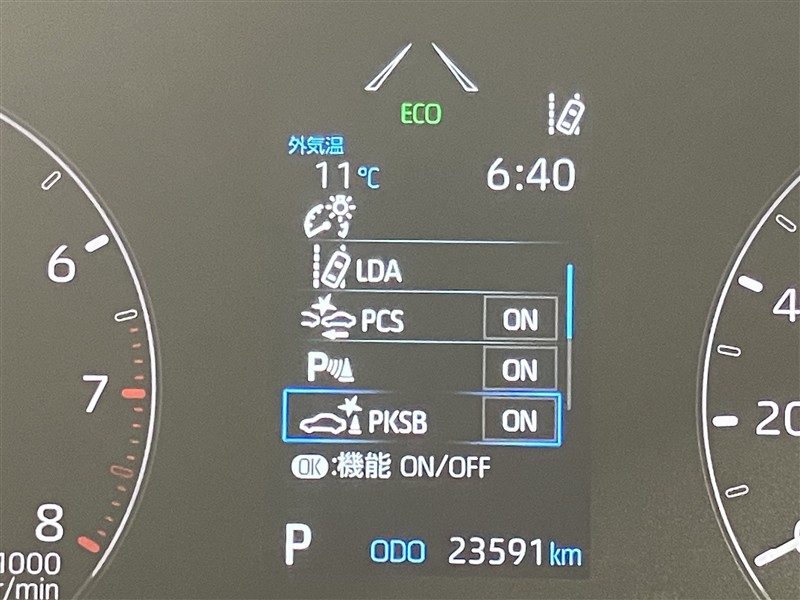 ECO
外気温
11℃ 6:40
LDA
PCS ON
P ON
PKSB ON
OK:機能 ON/OFF
P ODO 23591km
6
7
8
1000
r/min
4
20